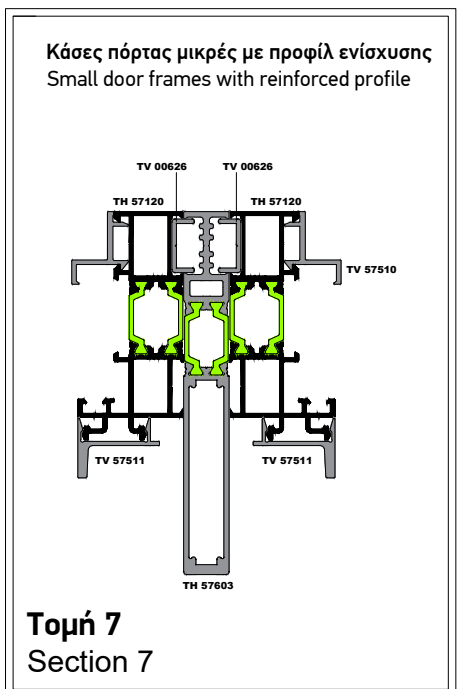 Κάσες πόρτας μικρές με προφίλ ενίσχυσης
Small door frames with reinforced profile
TV 00626 TV 00626
TH 57120 TH 57120
TV 57510
TV 57511 TV 57511
TH 57603
Τομή 7
Section 7